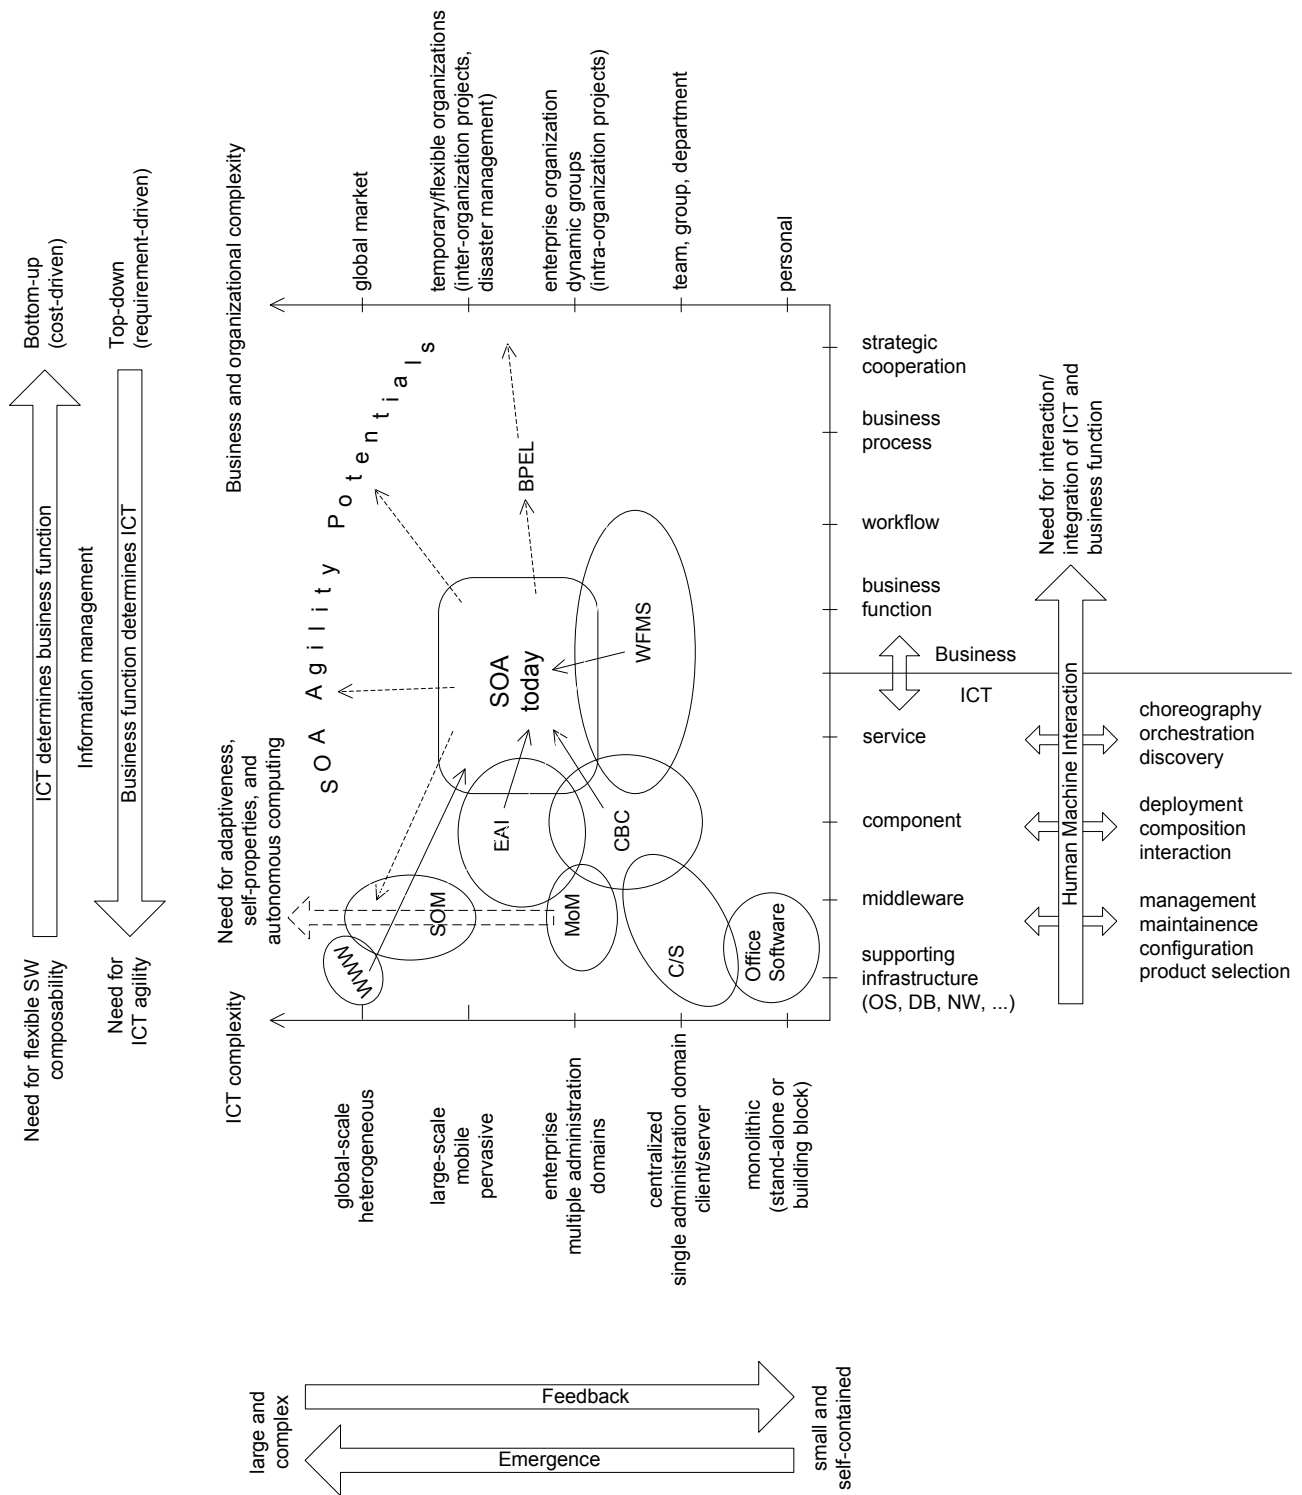 Need for flexible SW
composability
ICT determines business function
Bottom-up
(cost-driven)
Information management
Need for
ICT agility
Business function determines ICT
Top-down
(requirement-driven)
ICT complexity
Need for adaptiveness,
self-properties, and
autonomous computing
Business and organizational complexity
SOA Agility Potentials
global-scale
heterogeneous
large-scale
mobile
pervasive
enterprise
multiple administration
domains
centralized
single administration domain
client/server
monolithic
(stand-alone or
building block)
WWW
SOM
MoM
C/S
Office
Software
EAI
CBC
SOA
today
WFMS
BPEL
global market
temporary/flexible organizations
(inter-organization projects,
disaster management)
enterprise organization
dynamic groups
(intra-organization projects)
team, group, department
personal
strategic
cooperation
business
process
workflow
business
function
Business
ICT
service
component
middleware
supporting
infrastructure
(OS, DB, NW, ...)
Need for interaction/
integration of ICT and
business function
Human Machine Interaction
choreography
orchestration
discovery
deployment
composition
interaction
management
maintainence
configuration
product selection
large and
complex
Feedback
Emergence
small and
self-contained